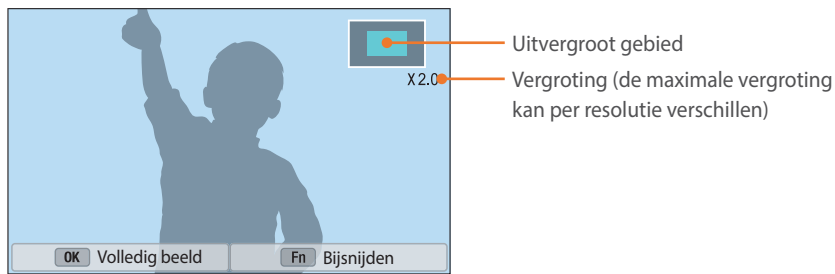 Uitvergroot gebied
X 2.0
Vergroting (de maximale vergroting
kan per resolutie verschillen)
OK Volledig beeld
Fn Bijsnijden